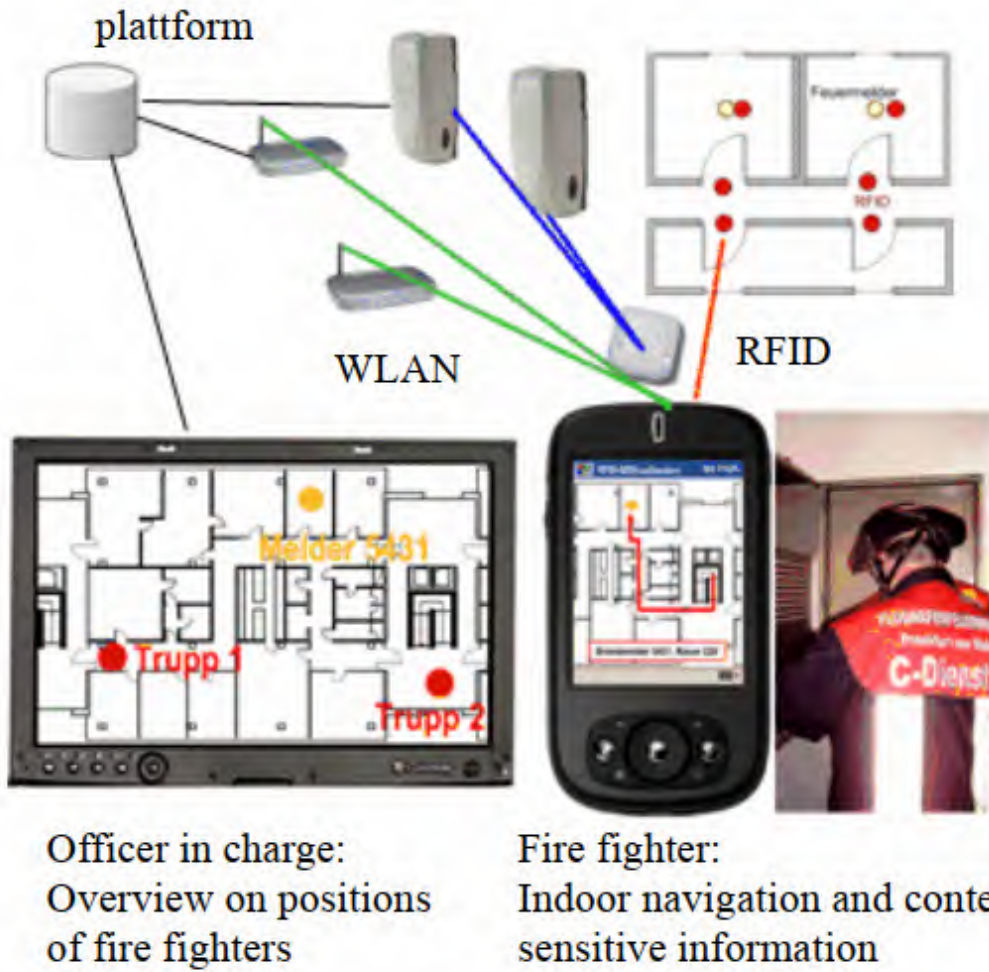 plattform
Feuermelder
RFID
WLAN
RFID
Melder 5431
Trupp 1
Trupp 2
C-Dienst
Officer in charge:
Overview on positions
of fire fighters
Fire fighter:
Indoor navigation and conte
sensitive information